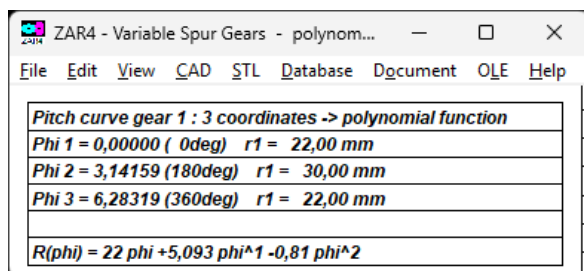 ZAR4 - Variable Spur Gears - polynom...
File Edit View CAD STL Database Document OLE Help
Pitch curve gear 1 : 3 coordinates -> polynomial function
Phi 1 = 0,00000 ( 0deg) r1 = 22,00 mm
Phi 2 = 3,14159 (180deg) r1 = 30,00 mm
Phi 3 = 6,28319 (360deg) r1 = 22,00 mm
R(phi) = 22 phi +5,093 phi^1 -0,81 phi^2